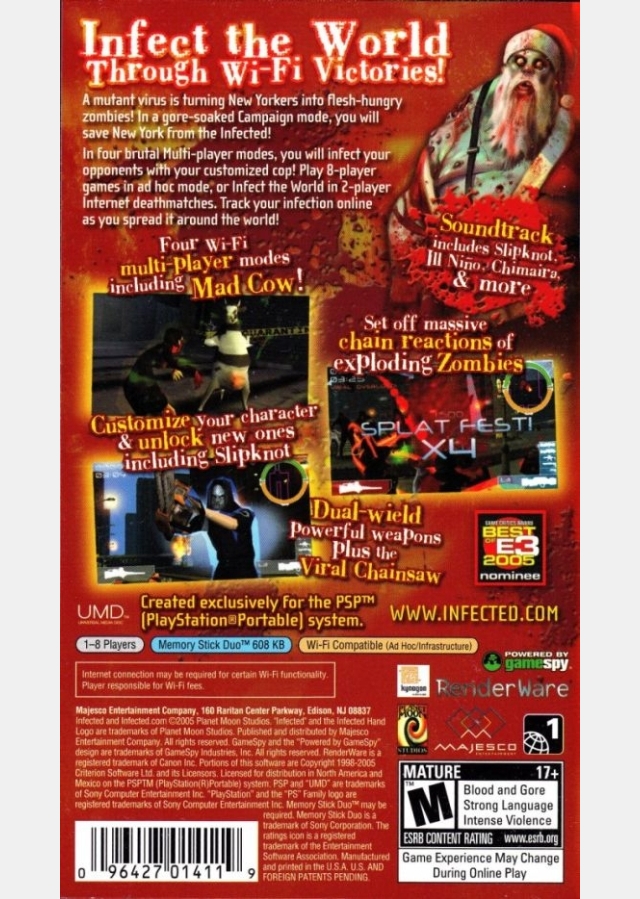 Infect the World
Through Wi-Fi Victories!
A mutant virus is turning New Yorkers into flesh-hungry
zombies! In a gore-soaked Campaign mode, you will
save New York from the Infected!
In four brutal Multi-player modes, you will infect your
opponents with your customized cop! Play 8-player
games in ad hoc mode, or Infect the World in 2-player
Internet deathmatches. Track your infection online
as you spread it around the world!
Soundtrack
includes Slipknot,
Ill Niño, Chimaira,
& more
Four Wi-Fi
multi-player modes
including Mad Cow!
QUARANTI
Set off massive
chain reactions of
exploding Zombies
SPLAT FEST!
X4
Customize your character
& unlock new ones
including Slipknot
Dual-wield
powerful weapons
Plus the
Viral Chainsaw
GAME CRITICS AWARDS
BEST
OF E3
2005
nominee
UMD™
UNIVERSAL MEDIA DISC
Created exclusively for the PSP™
(PlayStation®Portable) system.
WWW.INFECTED.COM
1–8 Players
Memory Stick Duo™ 608 KB
Wi-Fi Compatible (Ad Hoc/Infrastructure)
Internet connection may be required for certain Wi-Fi functionality.
Player responsible for Wi-Fi fees.
POWERED BY
gamespy.
kynogon
RenderWare
PLANET MOON
STUDIOS
MAJESCO
ENTERTAINMENT
1
Majesco Entertainment Company, 160 Raritan Center Parkway, Edison, NJ 08837
Infected and Infected.com ©2005 Planet Moon Studios. "Infected" and the Infected Hand
Logo are trademarks of Planet Moon Studios. Published and distributed by Majesco
Entertainment Company. All rights reserved. GameSpy and the "Powered by GameSpy"
design are trademarks of GameSpy Industries, Inc. All rights reserved. RenderWare is a
registered trademark of Canon Inc. Portions of this software are Copyright 1998-2005
Criterion Software Ltd. and its Licensors. Licensed for distribution in North America and
Mexico on the PSPTM (PlayStation(R)Portable) system. PSP and "UMD" are trademarks
of Sony Computer Entertainment Inc. "PlayStation" and the "PS" Family logo are
registered trademarks of Sony Computer Entertainment Inc. Memory Stick Duo™ may be
required. Memory Stick Duo is a
trademark of Sony Corporation. The
ratings icon is a registered
trademark of the Entertainment
Software Association. Manufactured
and printed in the U.S.A. U.S. AND
FOREIGN PATENTS PENDING.
MATURE 17+
M
Blood and Gore
Strong Language
Intense Violence
ESRB CONTENT RATING www.esrb.org
Game Experience May Change
During Online Play
0 96427 01411 9